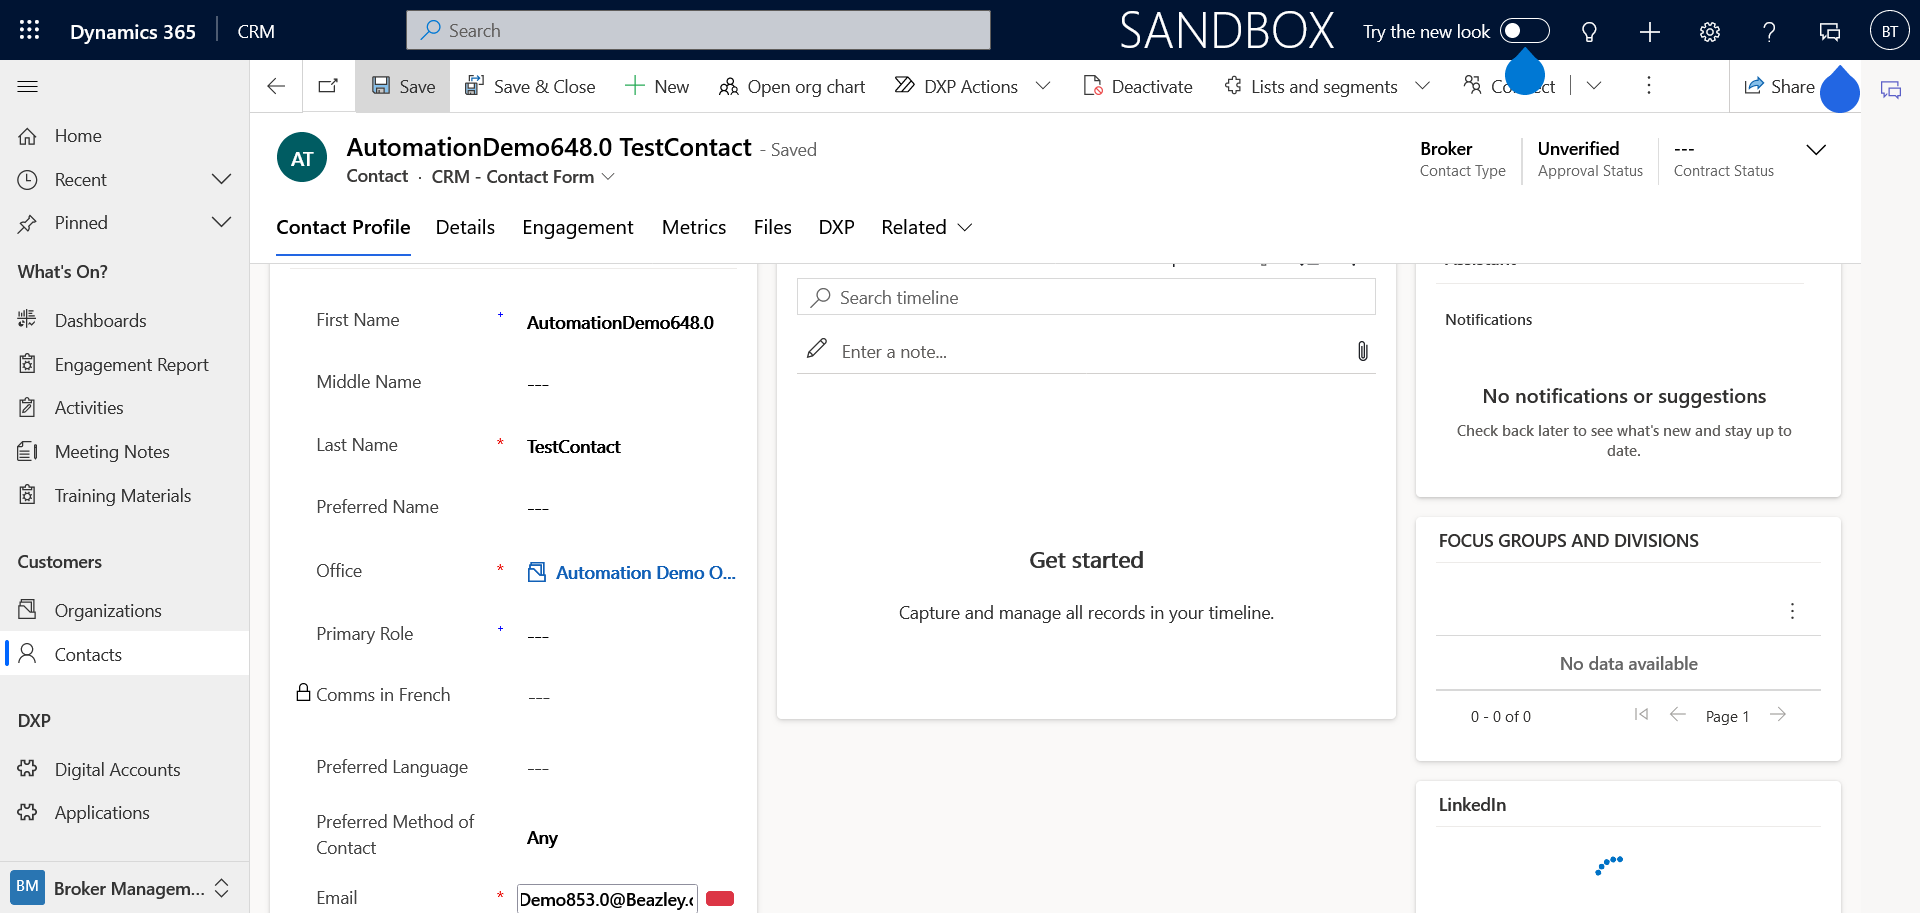 Dynamics 365
CRM
Search
SANDBOX
Try the new look
BT
Save
Save & Close
New
Open org chart
DXP Actions
Deactivate
Lists and segments
Share
Home
Recent
Pinned
What's On?
Dashboards
Engagement Report
Activities
Meeting Notes
Training Materials
Customers
Organizations
Contacts
DXP
Digital Accounts
Applications
BM
Broker Managem...
AT
AutomationDemo648.0 TestContact - Saved
Contact · CRM - Contact Form
Broker
Contact Type
Unverified
Approval Status
---
Contract Status
Contact Profile
Details
Engagement
Metrics
Files
DXP
Related
First Name + AutomationDemo648.0
Middle Name ---
Last Name * TestContact
Preferred Name ---
Office * Automation Demo O...
Primary Role + ---
Comms in French ---
Preferred Language ---
Preferred Method of
Contact
Any
Email * Demo853.0@Beazley.c
Search timeline
Enter a note...
Get started
Capture and manage all records in your timeline.
Notifications
No notifications or suggestions
Check back later to see what's new and stay up to
date.
FOCUS GROUPS AND DIVISIONS
No data available
0 - 0 of 0
Page 1
LinkedIn